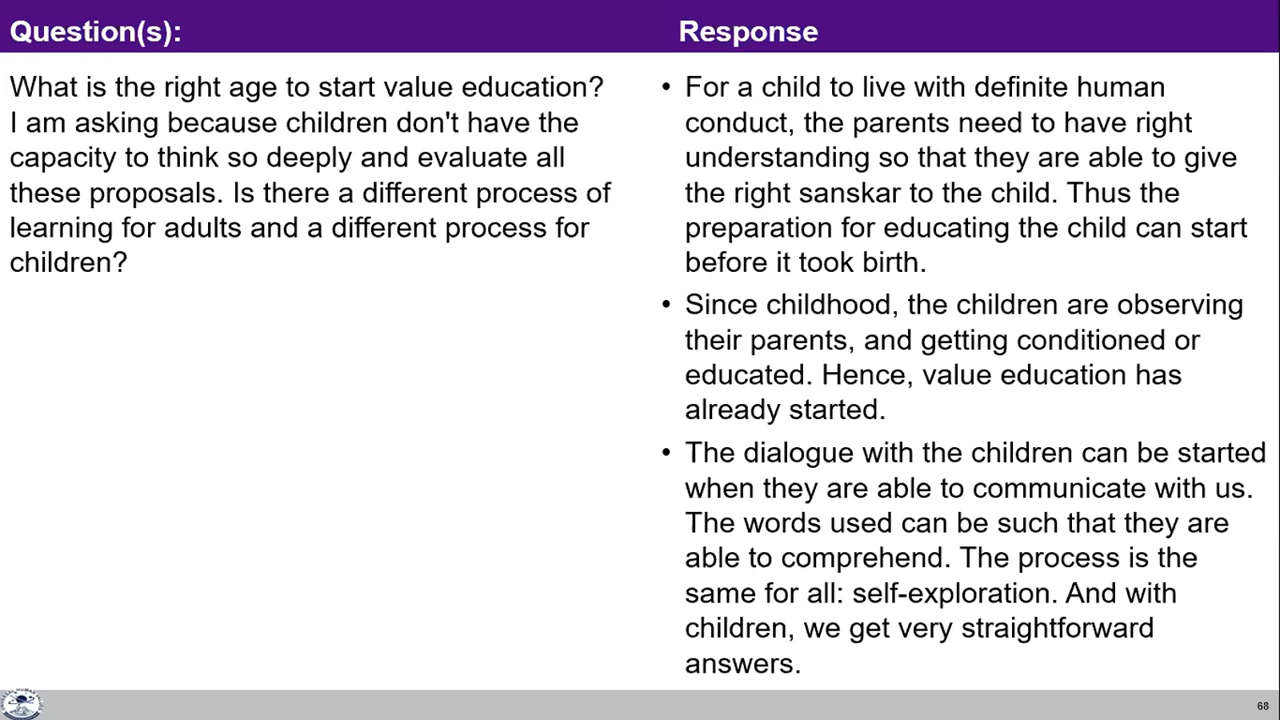 Question(s):
Response
What is the right age to start value education?
I am asking because children don't have the
capacity to think so deeply and evaluate all
these proposals. Is there a different process of
learning for adults and a different process for
children?
• For a child to live with definite human
conduct, the parents need to have right
understanding so that they are able to give
the right sanskar to the child. Thus the
preparation for educating the child can start
before it took birth.
• Since childhood, the children are observing
their parents, and getting conditioned or
educated. Hence, value education has
already started.
• The dialogue with the children can be started
when they are able to communicate with us.
The words used can be such that they are
able to comprehend. The process is the
same for all: self-exploration. And with
children, we get very straightforward
answers.
68